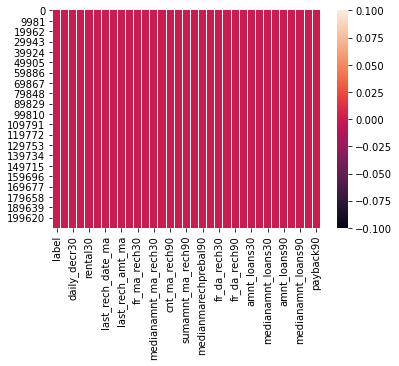 0
9981
19962
29943
39924
49905
59886
69867
79848
89829
99810
109791
119772
129753
139734
149715
159696
169677
179658
189639
199620
0.100
0.075
0.050
0.025
0.000
-0.025
-0.050
-0.075
-0.100
label
daily_decr30
rental30
last_rech_date_ma
last_rech_amt_ma
fr_ma_rech30
medianamnt_ma_rech30
cnt_ma_rech90
sumamnt_ma_rech90
medianmarechprebal90
fr_da_rech30
fr_da_rech90
amnt_loans30
medianamnt_loans30
amnt_loans90
medianamnt_loans90
payback90